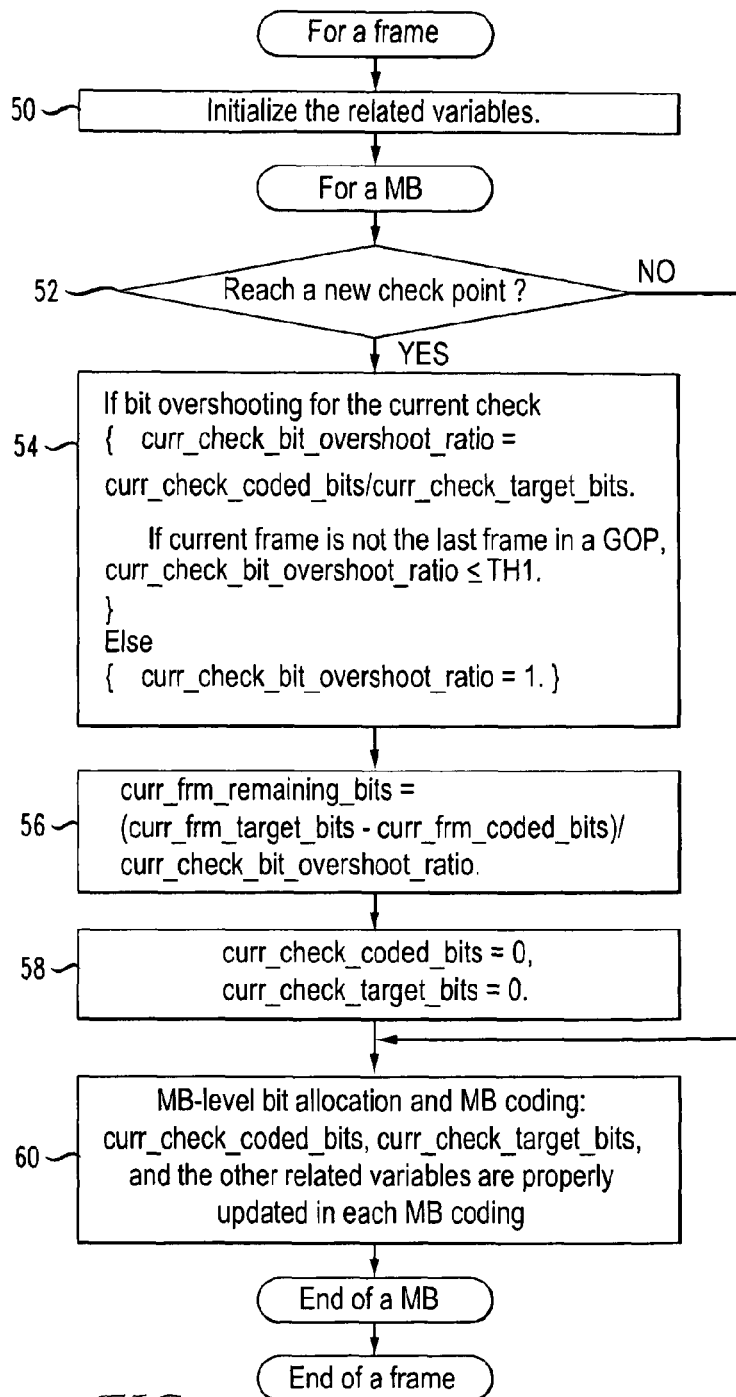 For a frame
50
Initialize the related variables.
For a MB
52
Reach a new check point ?
NO
YES
54
If bit overshooting for the current check
{ curr_check_bit_overshoot_ratio =
curr_check_coded_bits/curr_check_target_bits.
If current frame is not the last frame in a GOP,
curr_check_bit_overshoot_ratio ≤ TH1.
}
Else
{ curr_check_bit_overshoot_ratio = 1. }
56
curr_frm_remaining_bits =
(curr_frm_target_bits - curr_frm_coded_bits)/
curr_check_bit_overshoot_ratio.
58
curr_check_coded_bits = 0,
curr_check_target_bits = 0.
60
MB-level bit allocation and MB coding:
curr_check_coded_bits, curr_check_target_bits,
and the other related variables are properly
updated in each MB coding
End of a MB
End of a frame